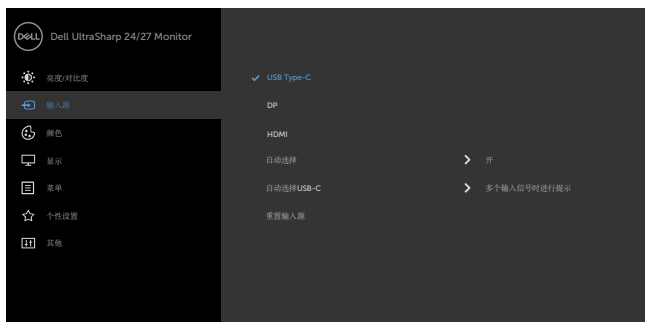 DELL
Dell UltraSharp 24/27 Monitor
亮度/对比度
输入源
颜色
显示
菜单
个性设置
其他
USB Type-C
DP
HDMI
自动选择 开
自动选择USB-C 多个输入信号时进行提示
重置输入源